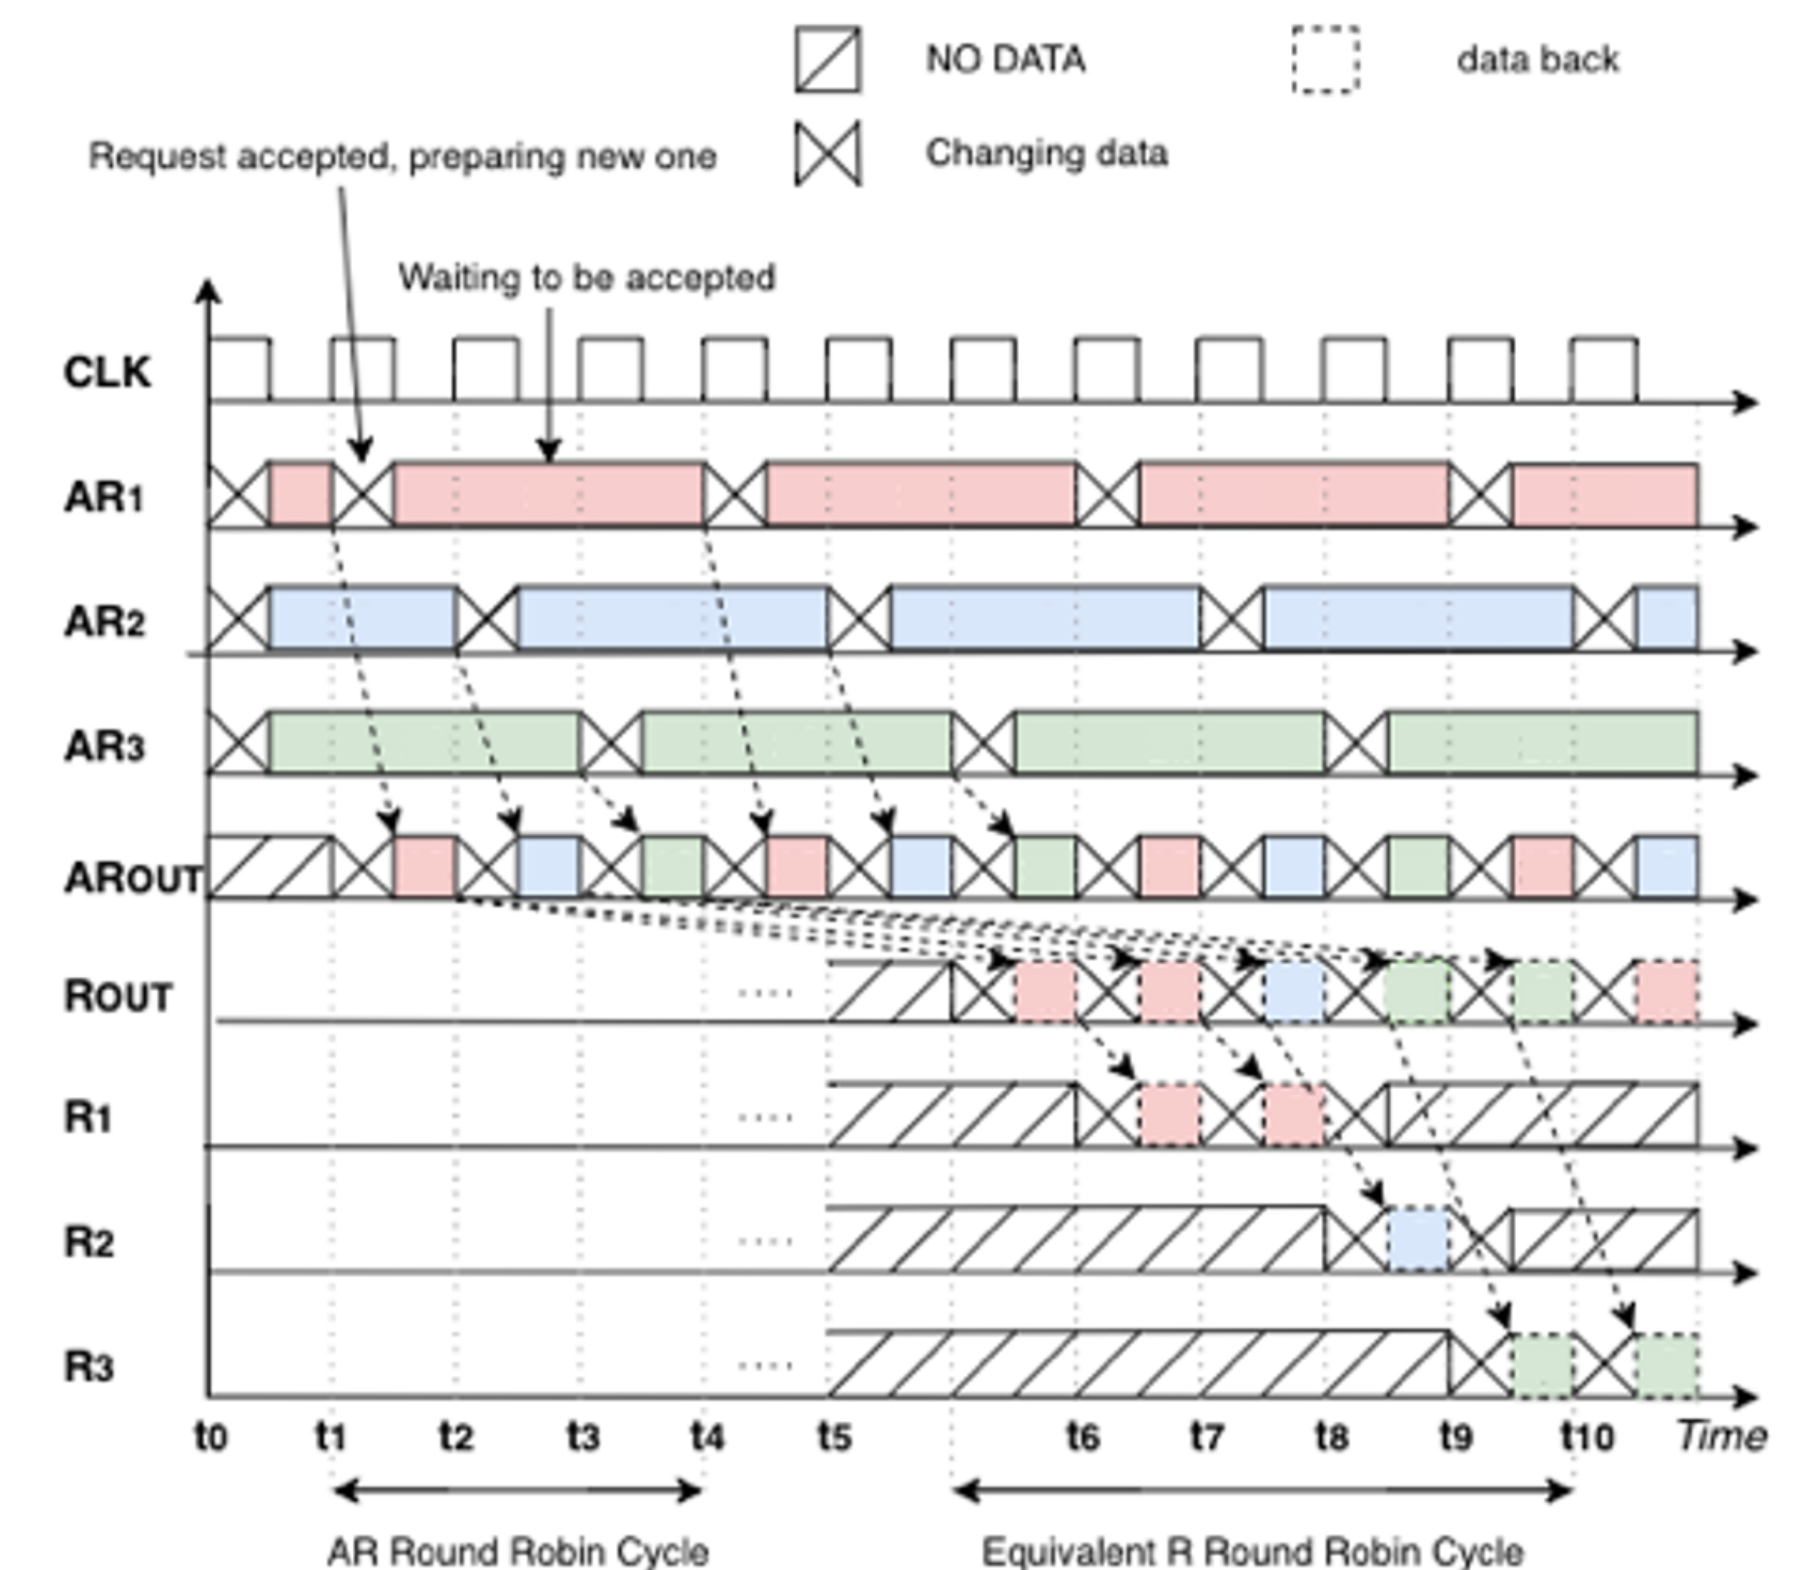 NO DATA
data back
Changing data
Request accepted, preparing new one
Waiting to be accepted
CLK
AR1
AR2
AR3
AROUT
ROUT
....
R1
....
R2
....
R3
....
t0 t1 t2 t3 t4 t5 t6 t7 t8 t9 t10 Time
AR Round Robin Cycle
Equivalent R Round Robin Cycle